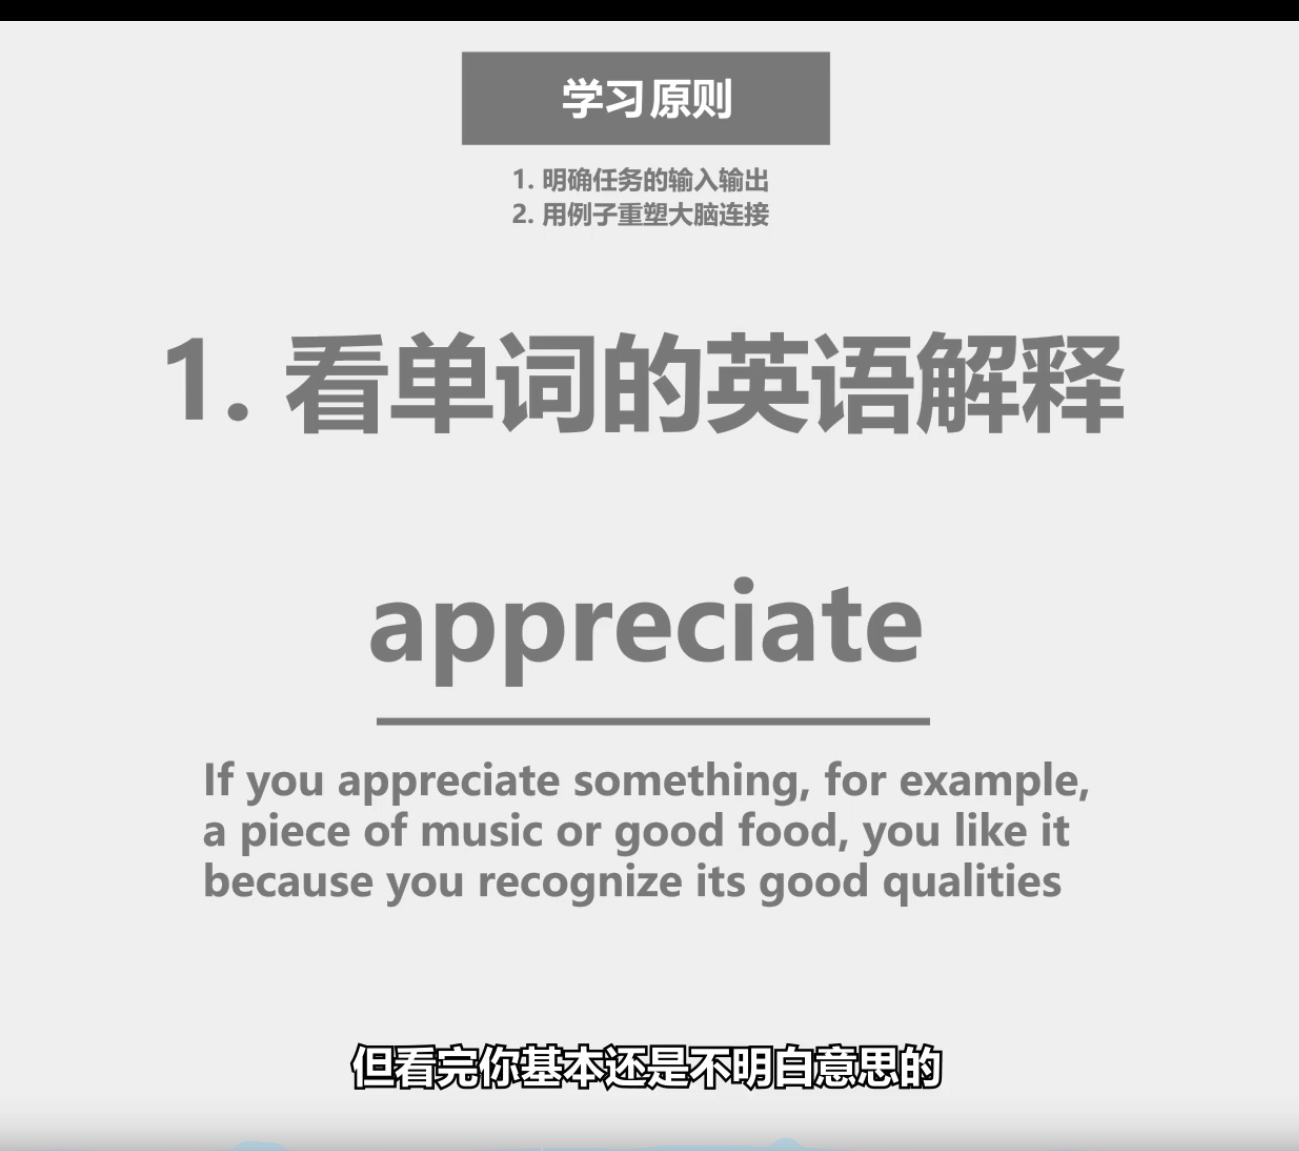 学习原则
1. 明确任务的输入输出
2. 用例子重塑大脑连接
1. 看单词的英语解释
appreciate
If you appreciate something, for example,
a piece of music or good food, you like it
because you recognize its good qualities
但看完你基本还是不明白意思的